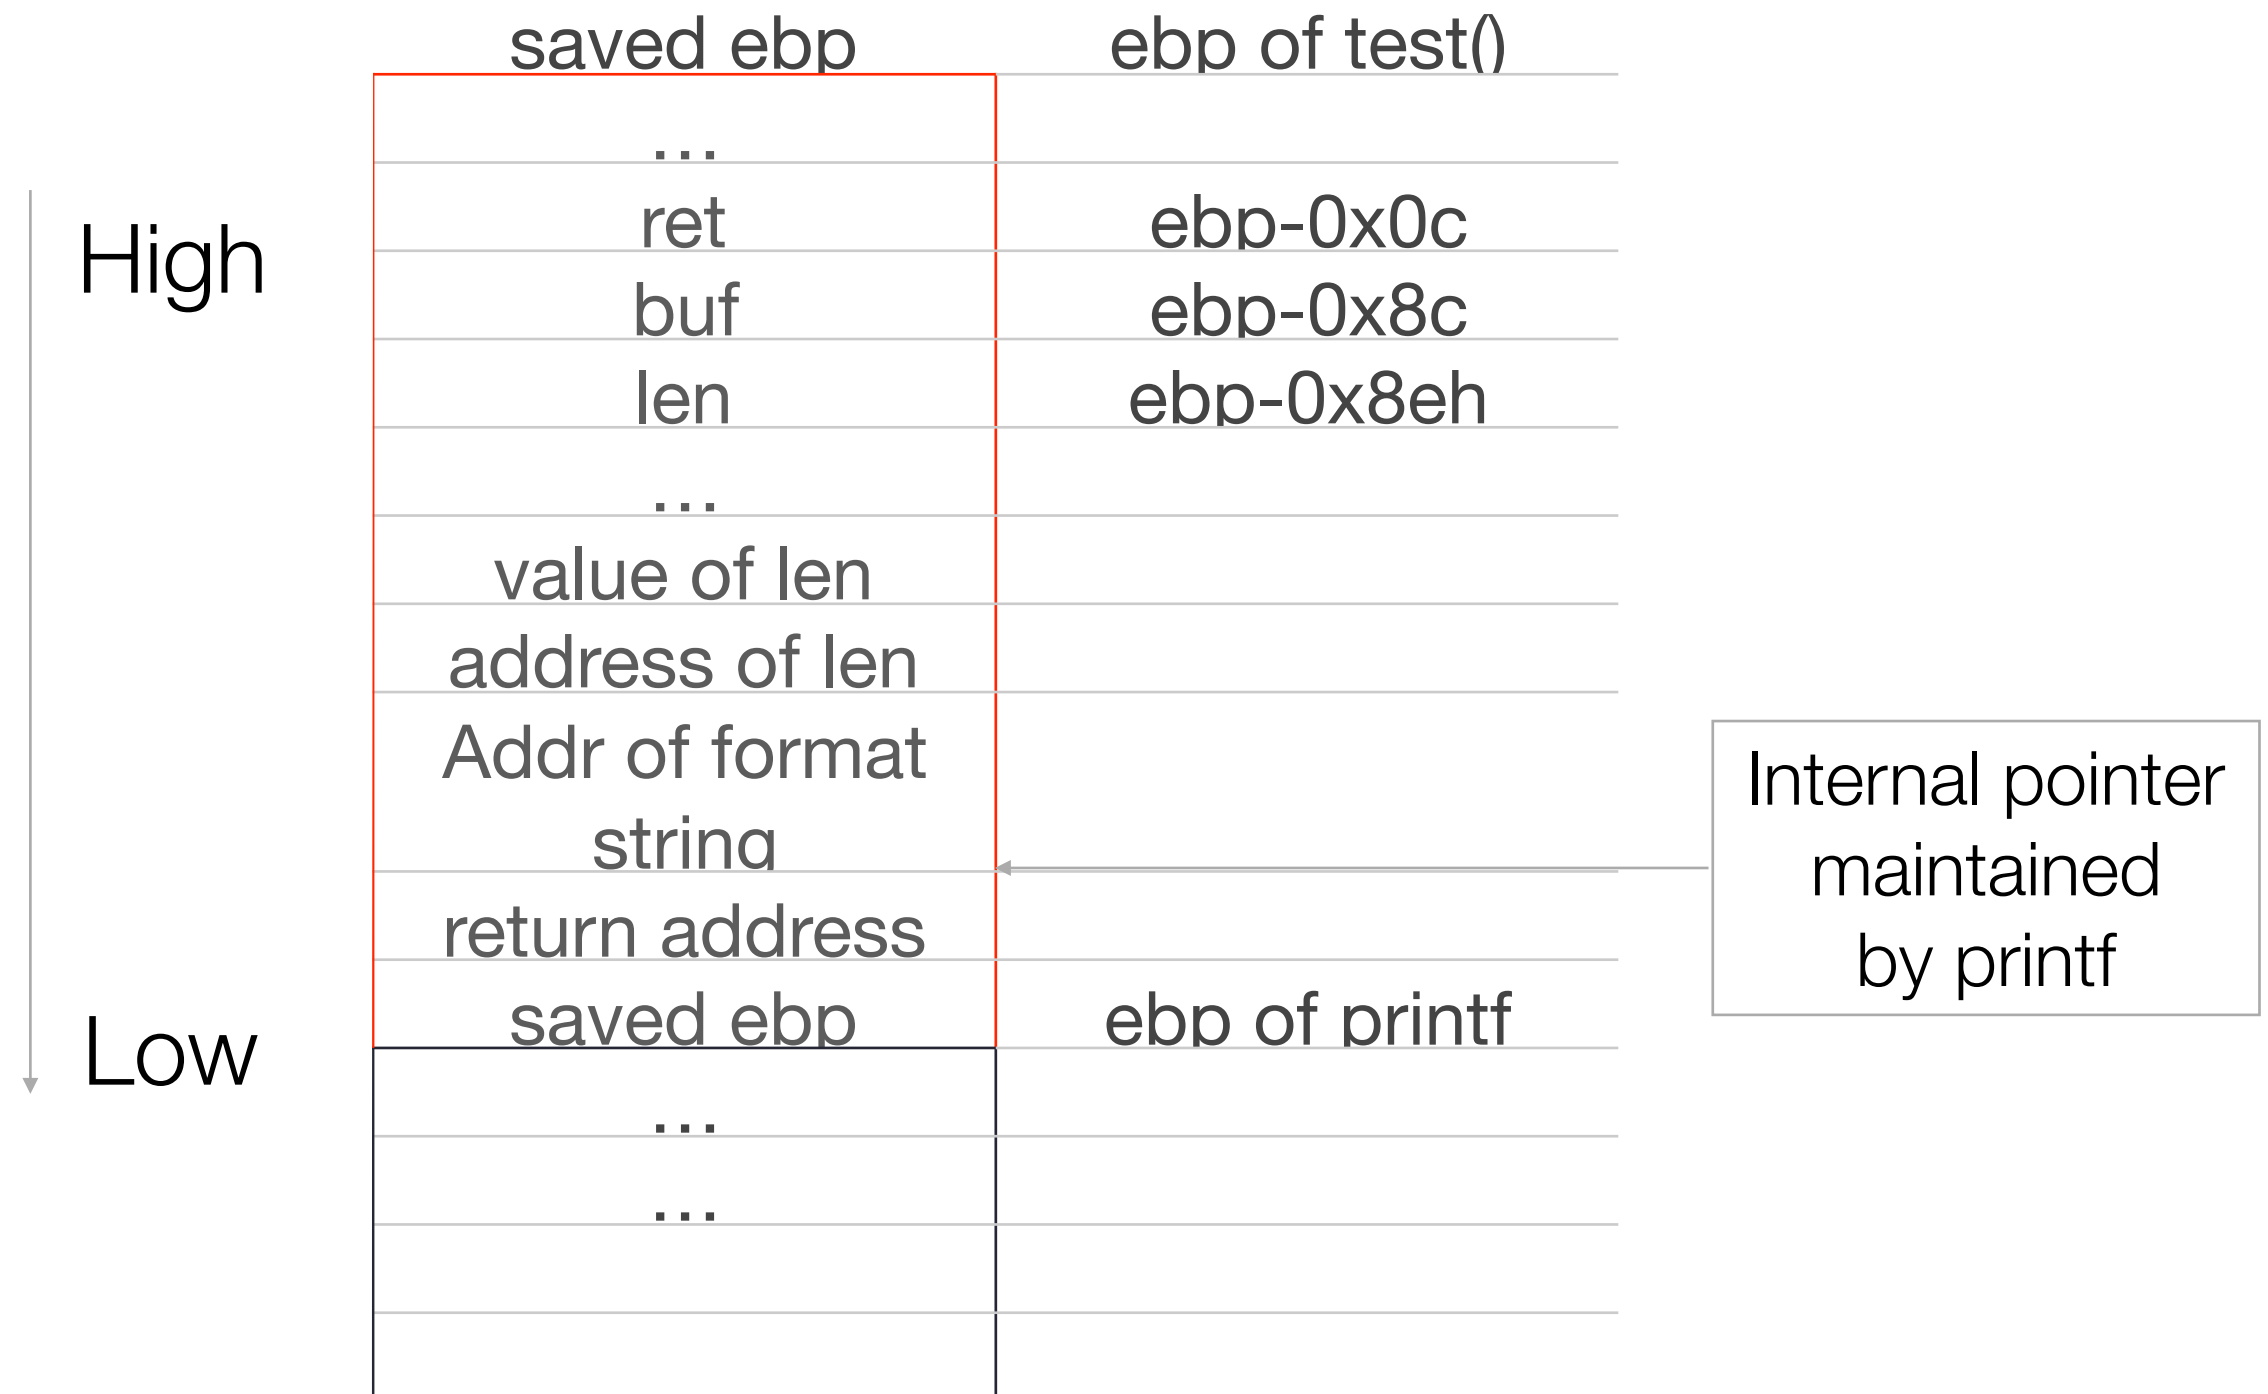 saved ebp ebp of test()
...
ret ebp-0x0c
High
buf ebp-0x8c
len ebp-0x8eh
...
value of len
address of len
Addr of format
string
Internal pointer
maintained
by printf
return address
saved ebp ebp of printf
Low
...
...